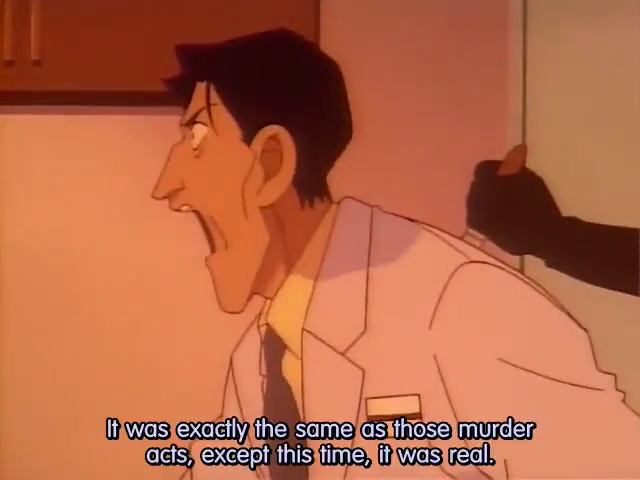 It was exactly the same as those murder
acts, except this time, it was real.